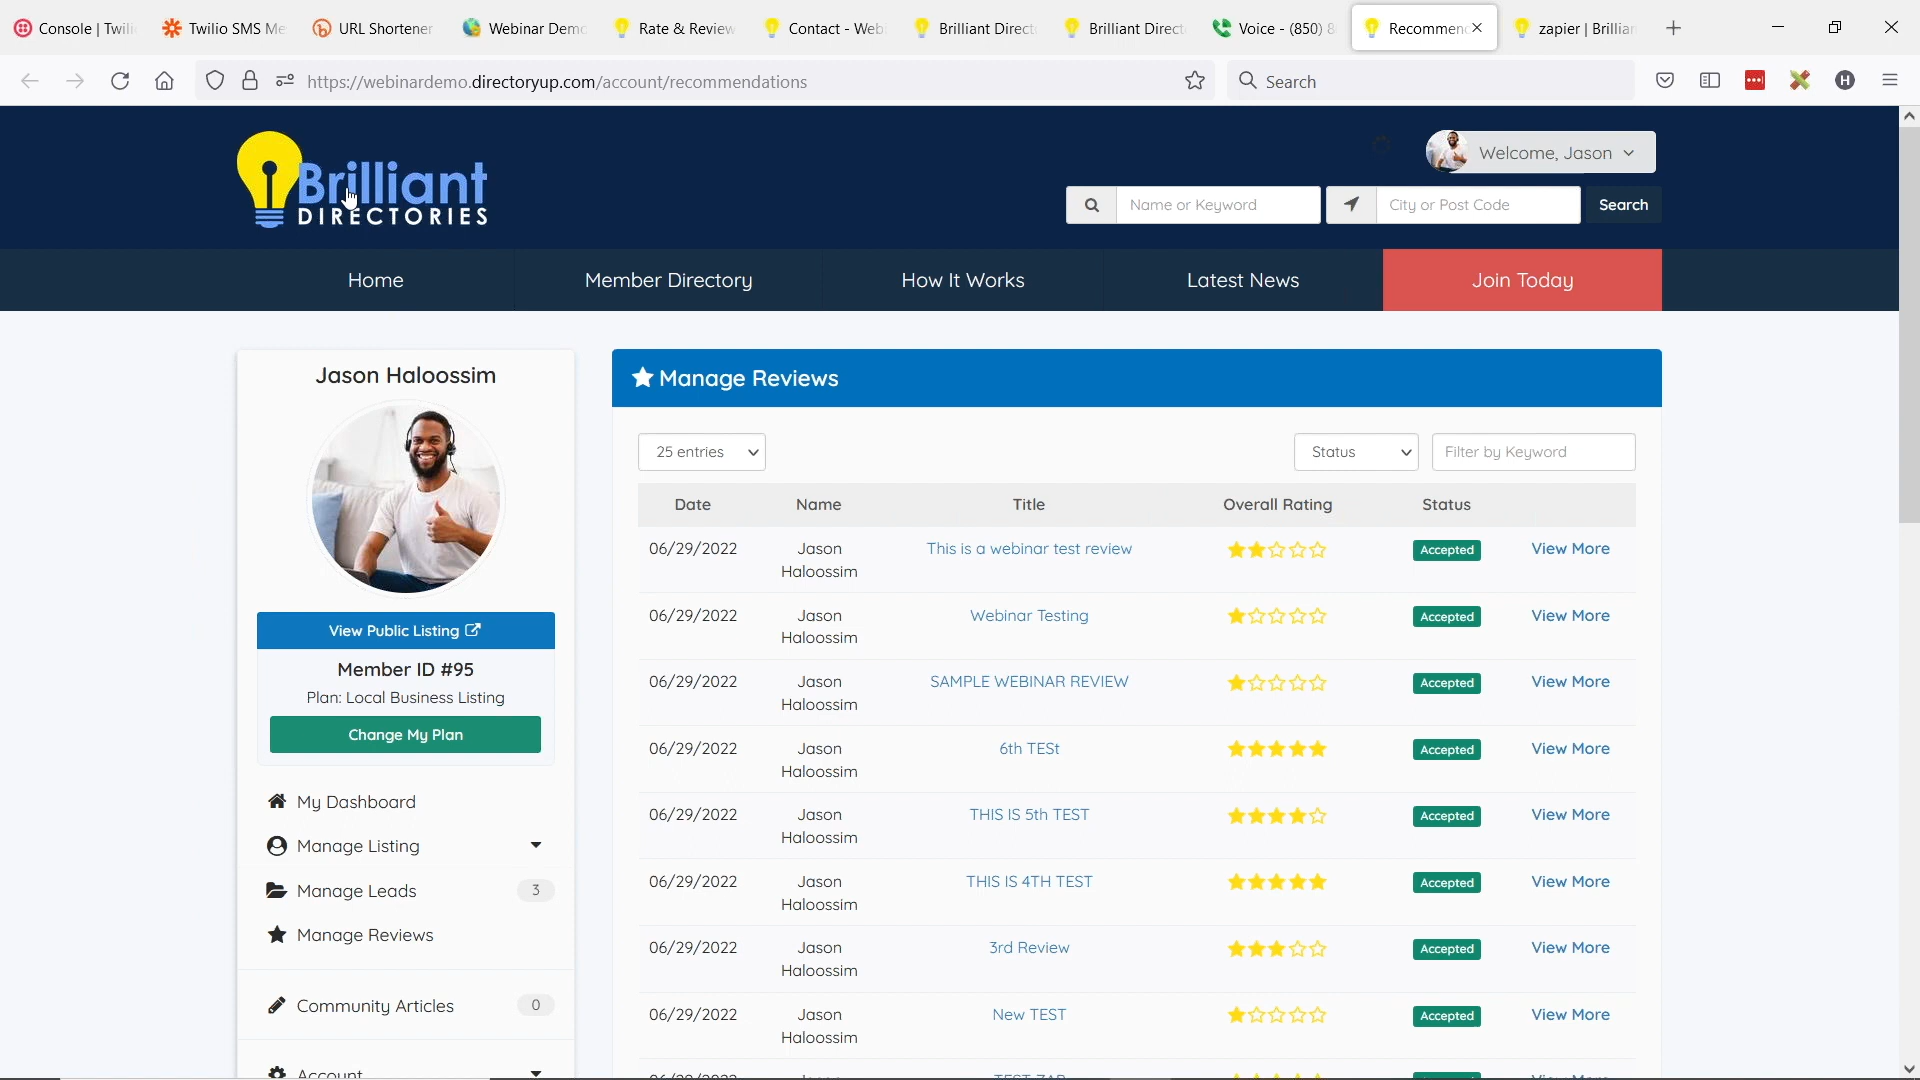 Console | Twili
Twilio SMS Me
URL Shortener
Webinar Demo
Rate & Review
Contact - Web
Brilliant Direct
Brilliant Direct
Voice - (850) 8
Recommen
zapier | Brillian
https://webinardemo.directoryup.com/account/recommendations
Search
H
Brilliant
DIRECTORIES
Welcome, Jason
Name or Keyword
City or Post Code
Search
Home
Member Directory
How It Works
Latest News
Join Today
Jason Haloossim
View Public Listing
Member ID #95
Plan: Local Business Listing
Change My Plan
My Dashboard
Manage Listing
Manage Leads 3
Manage Reviews
Community Articles 0
Account
Manage Reviews
25 entries
Status
Filter by Keyword
Date Name Title Overall Rating Status
06/29/2022 Jason Haloossim This is a webinar test review Accepted View More
06/29/2022 Jason Haloossim Webinar Testing Accepted View More
06/29/2022 Jason Haloossim SAMPLE WEBINAR REVIEW Accepted View More
06/29/2022 Jason Haloossim 6th TESt Accepted View More
06/29/2022 Jason Haloossim THIS IS 5th TEST Accepted View More
06/29/2022 Jason Haloossim THIS IS 4TH TEST Accepted View More
06/29/2022 Jason Haloossim 3rd Review Accepted View More
06/29/2022 Jason Haloossim New TEST Accepted View More